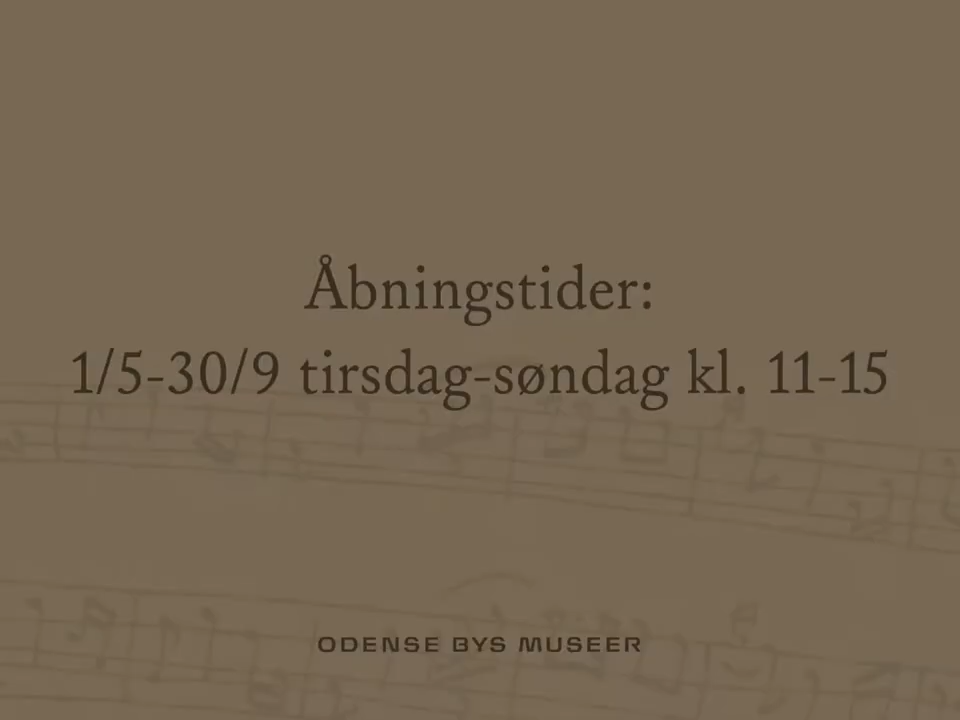 Åbningstider:
1/5-30/9 tirsdag-søndag kl. 11-15
ODENSE BYS MUSEER